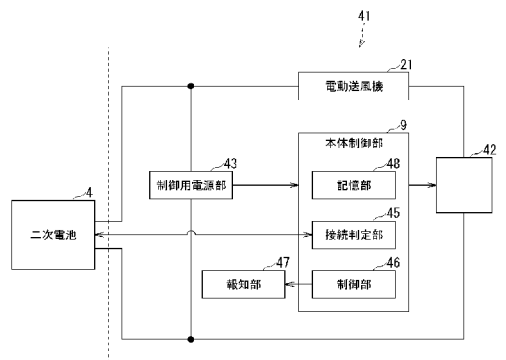 41
21
電動送風機
9
本体制御部
42
43
制御用電源部
48
記憶部
4
二次電池
45
接続判定部
47
報知部
46
制御部